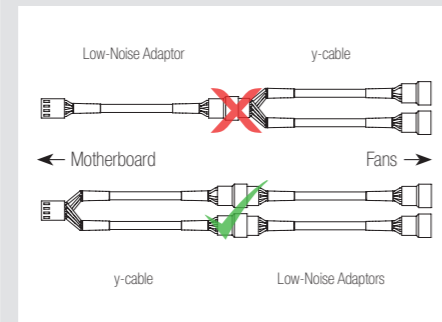 Low-Noise Adaptor y-cable
Motherboard Fans
y-cable Low-Noise Adaptors